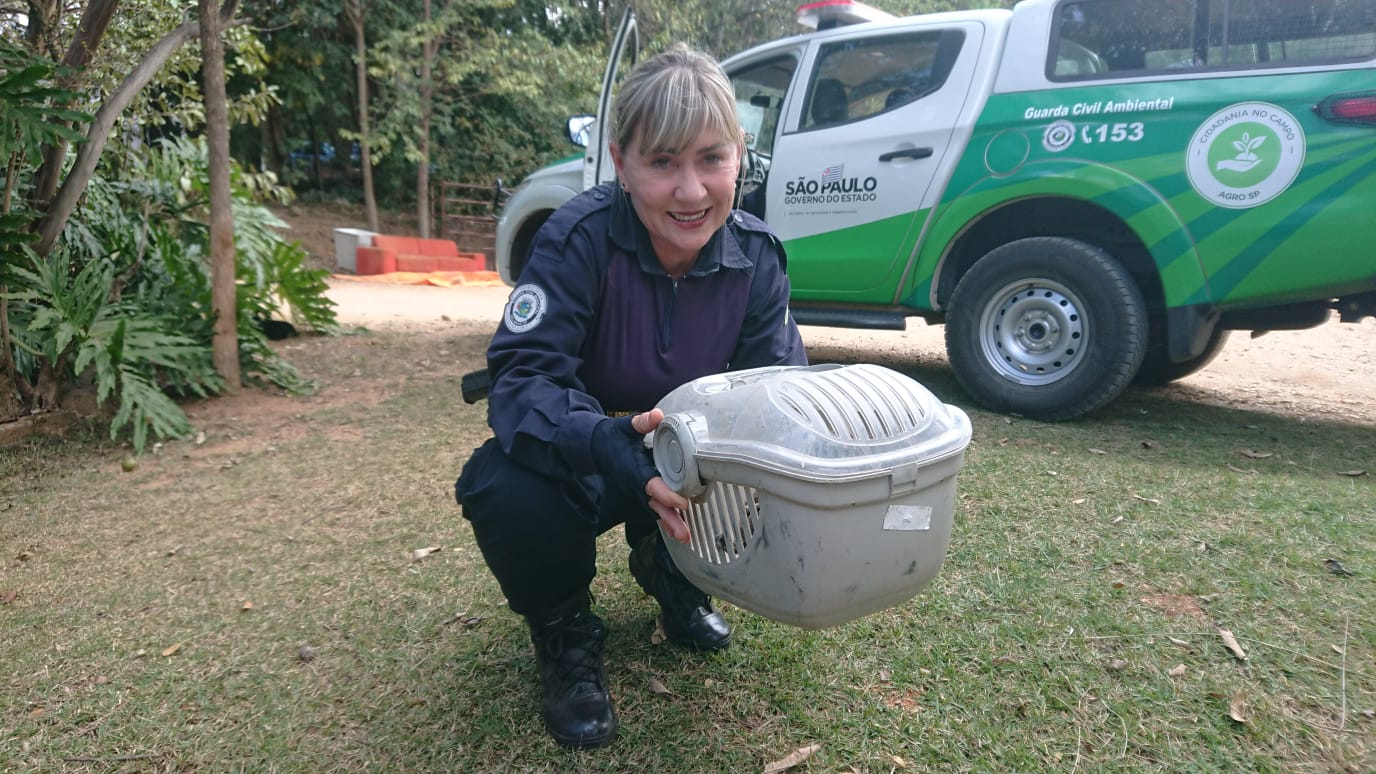 Guarda Civil Ambiental
153
CIDADANIA NO CAMPO
AGRO SP
SÃO PAULO
GOVERNO DO ESTADO